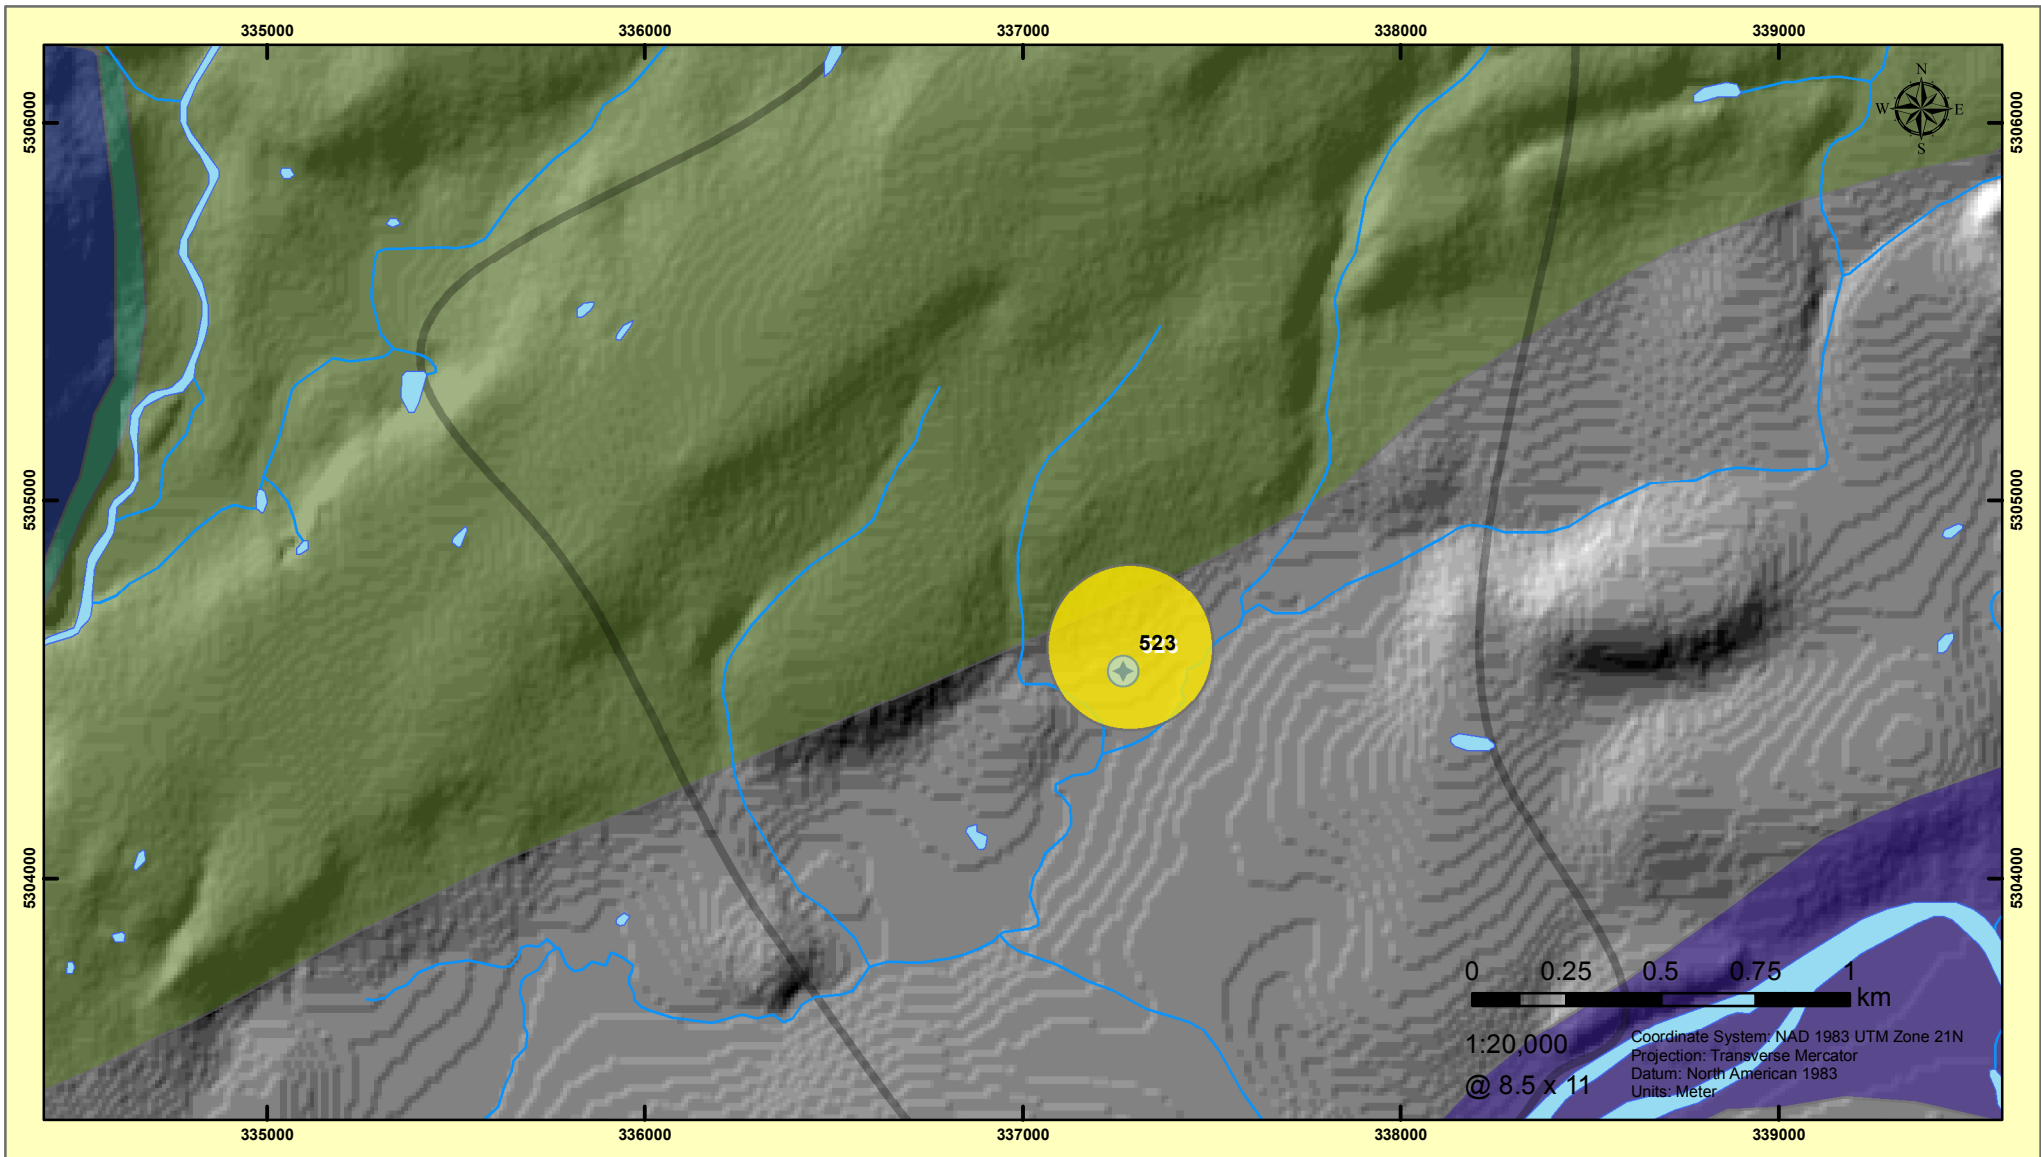 335000 336000 337000 338000 339000
N
W E
S
5306000 5306000
5305000 5305000
523
5304000 5304000
0 0.25 0.5 0.75 1
km
1:20,000
@ 8.5 x 11
Coordinate System: NAD 1983 UTM Zone 21N
Projection: Transverse Mercator
Datum: North American 1983
Units: Meter
335000 336000 337000 338000 339000